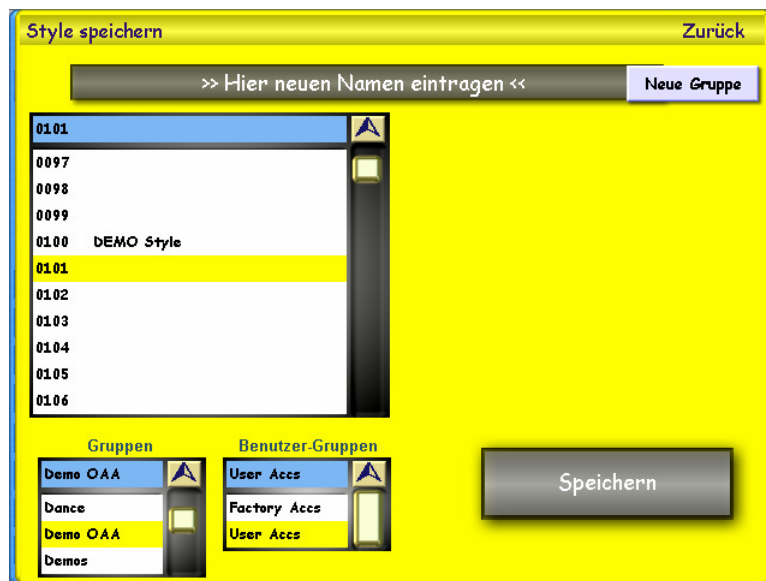 Style speichern Zurück
>> Hier neuen Namen eintragen << Neue Gruppe
0101
0097
0098
0099
0100 DEMO Style
0101
0102
0103
0104
0105
0106
Gruppen Benutzer-Gruppen
Demo OAA User Accs
Dance Factory Accs
Demo OAA User Accs
Demos
Speichern